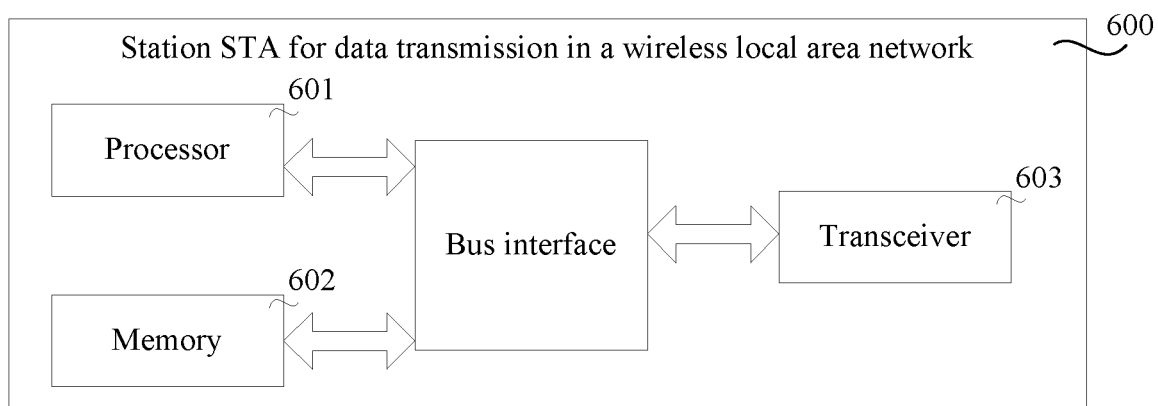 600
Station STA for data transmission in a wireless local area network
601
Processor
Bus interface
603
Transceiver
602
Memory